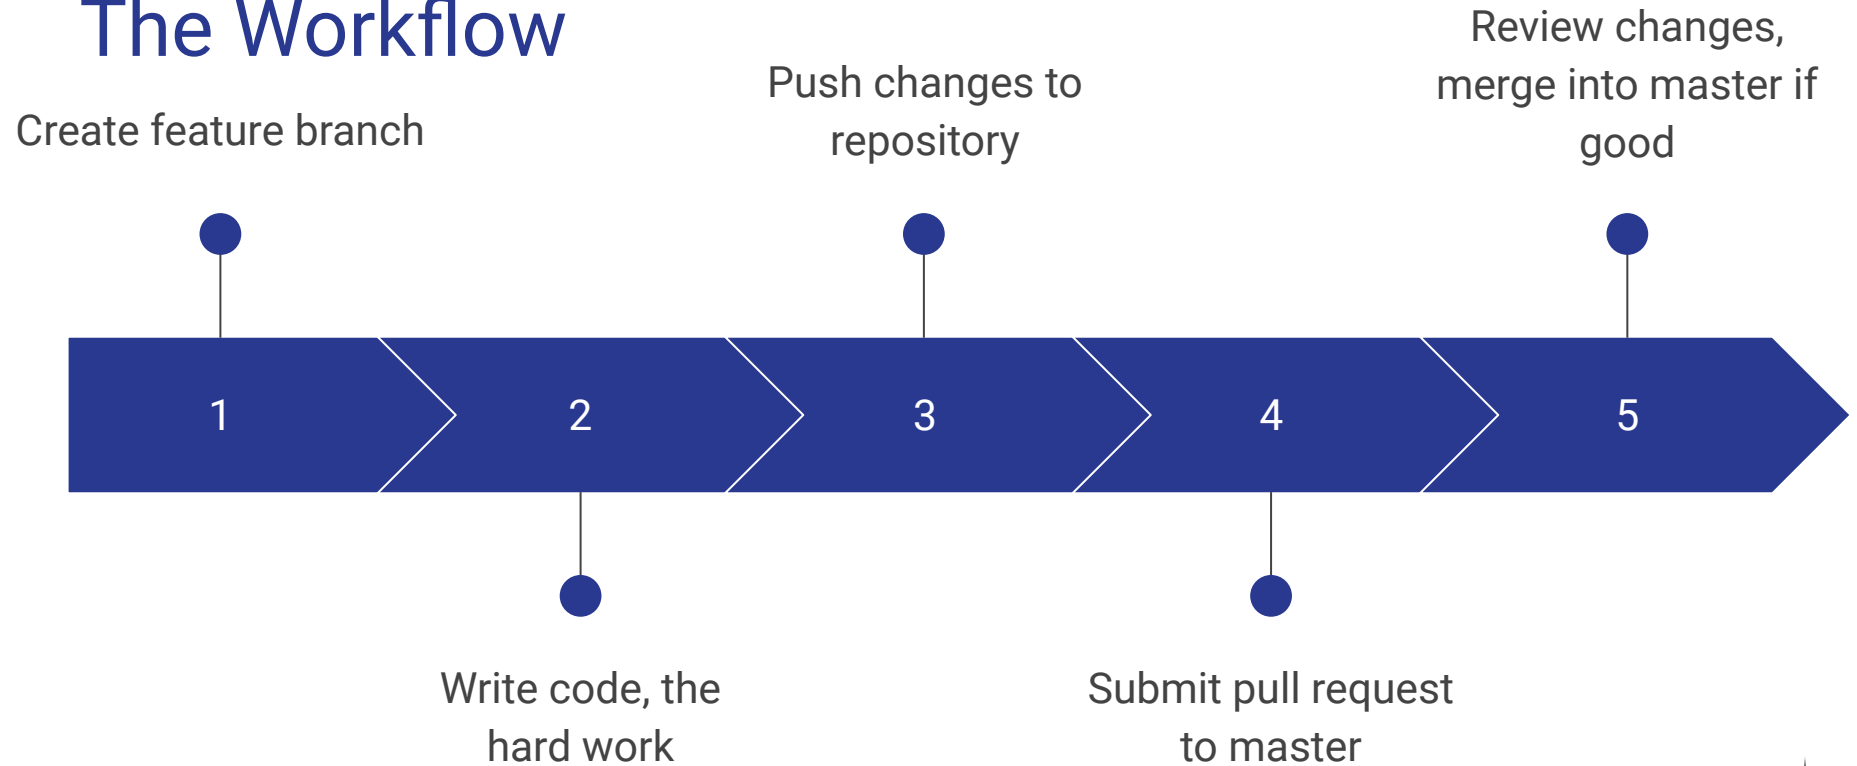 The Workflow
Create feature branch
Push changes to
repository
Review changes,
merge into master if
good
1
2
3
4
5
Write code, the
hard work
Submit pull request
to master